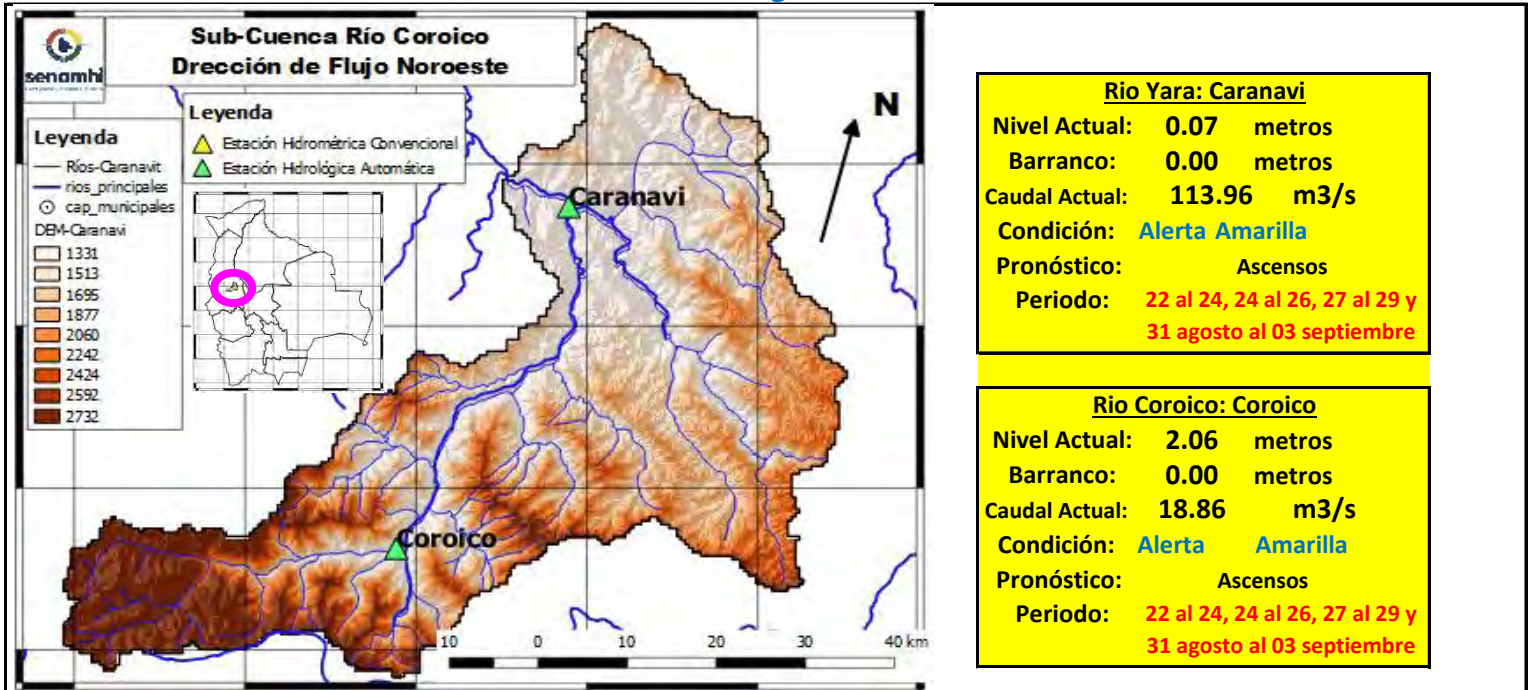 senamhi
Sub-Cuenca Río Coroico
Drección de Flujo Noroeste
Leyenda
Estación Hidrométrica Convencional
Estación Hidrológica Automática
Leyenda
Ríos-Caranavit
rios_principales
cap_municipales
DEM-Caranavi
1331
1513
1695
1877
2060
2242
2424
2592
2732
N
Caranavi
Coroico
10 0 10 20 30 40 km
Rio Yara: Caranavi
Nivel Actual: 0.07 metros
Barranco: 0.00 metros
Caudal Actual: 113.96 m3/s
Condición: Alerta Amarilla
Pronóstico: Ascensos
Periodo: 22 al 24, 24 al 26, 27 al 29 y
31 agosto al 03 septiembre
Rio Coroico: Coroico
Nivel Actual: 2.06 metros
Barranco: 0.00 metros
Caudal Actual: 18.86 m3/s
Condición: Alerta Amarilla
Pronóstico: Ascensos
Periodo: 22 al 24, 24 al 26, 27 al 29 y
31 agosto al 03 septiembre